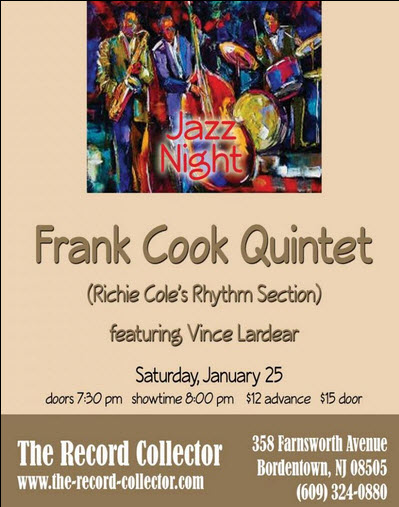 Jazz
Night
Frank Cook Quintet
(Richie Cole's Rhythm Section)
featuring Vince Lardear
Saturday, January 25
doors 7:30 pm showtime 8:00 pm $12 advance $15 door
The Record Collector
www.the-record-collector.com
358 Farnsworth Avenue
Bordentown, NJ 08505
(609) 324-0880